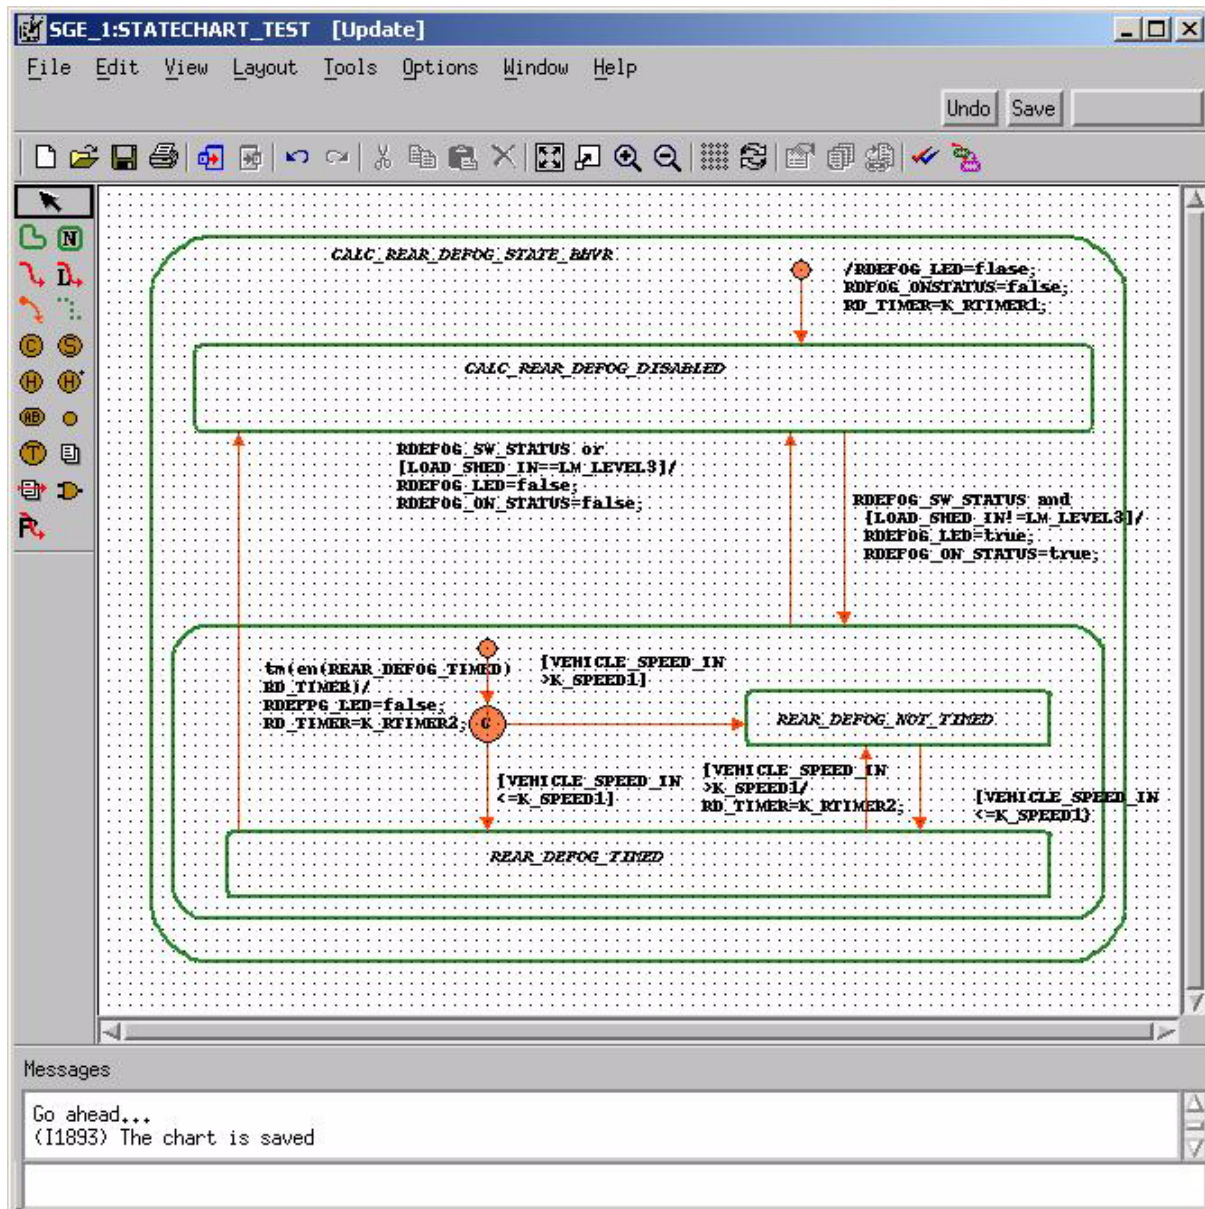 SGE_1:STATECHART_TEST [Update]
File Edit View Layout Tools Options Window Help
Undo Save
N
D
C S
H H*
AB
T
R
CALC_REAR_DEFOG_STATE_BHVR
/RDEFOG_LED=flase;
RDFOG_ONSTATUS=false;
RD_TIMER=K_RTIMER1;
CALC_REAR_DEFOG_DISABLED
RDEFOG_SW_STATUS or
[LOAD_SHED_IN==LM_LEVEL3]/
RDEFOG_LED=false;
RDEFOG_ON_STATUS=false;
RDEFOG_SW_STATUS and
[LOAD_SHED_IN!=LM_LEVEL3]/
RDEFOG_LED=true;
RDEFOG_ON_STATUS=true;
tm(en(REAR_DEFOG_TIMED)
RD_TIMER)/
RDEFPG_LED=false;
RD_TIMER=K_RTIMER2;
C
[VEHICLE_SPEED_IN
>K_SPEED1]
REAR_DEFOG_NOT_TIMED
[VEHICLE_SPEED_IN
<=K_SPEED1]
[VEHICLE_SPEED_IN
>K_SPEED1/
RD_TIMER=K_RTIMER2;
[VEHICLE_SPEED_IN
<=K_SPEED1}
REAR_DEFOG_TIMED
Messages
Go ahead...
(I1893) The chart is saved